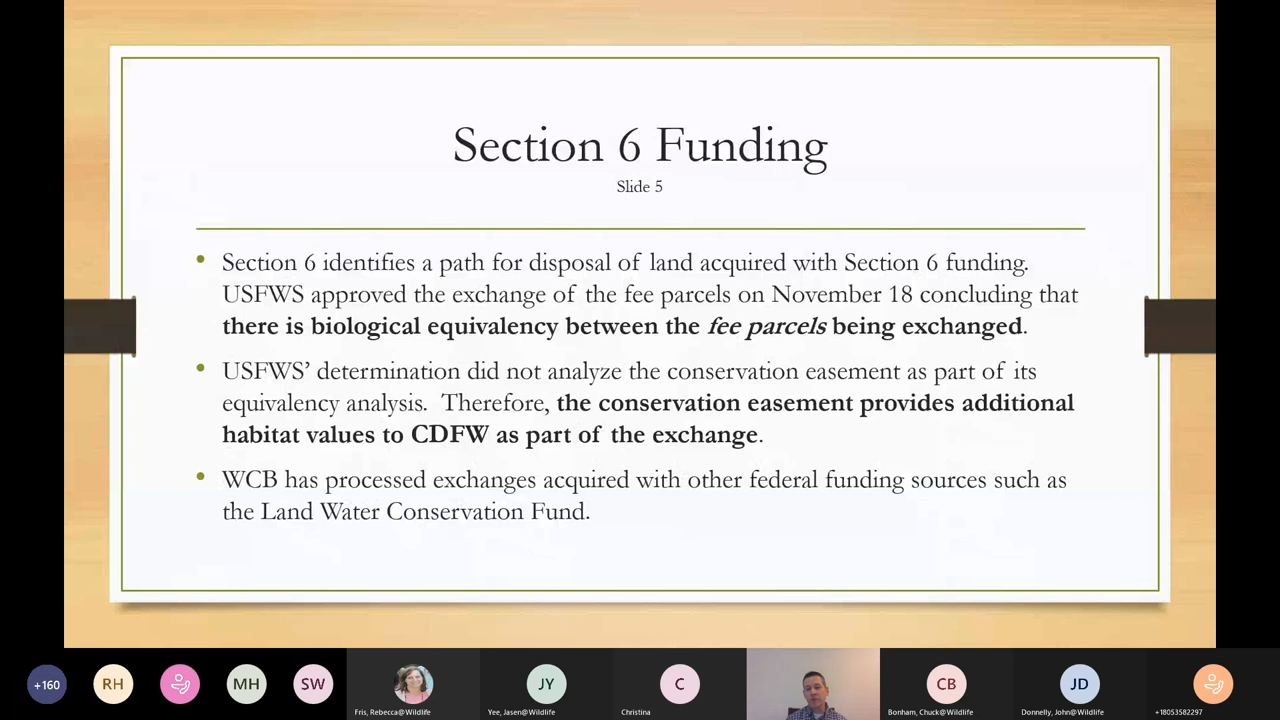 Section 6 Funding
Slide 5
• Section 6 identifies a path for disposal of land acquired with Section 6 funding.
USFWS approved the exchange of the fee parcels on November 18 concluding that
there is biological equivalency between the fee parcels being exchanged.
• USFWS’ determination did not analyze the conservation easement as part of its
equivalency analysis. Therefore, the conservation easement provides additional
habitat values to CDFW as part of the exchange.
• WCB has processed exchanges acquired with other federal funding sources such as
the Land Water Conservation Fund.
+160
RH
MH
SW
JY
C
CB
JD
Fris, Rebecca@Wildlife
Yee, Jasen@Wildlife
Christina
Bonham, Chuck@Wildlife
Donnelly, John@Wildlife
+18053582297